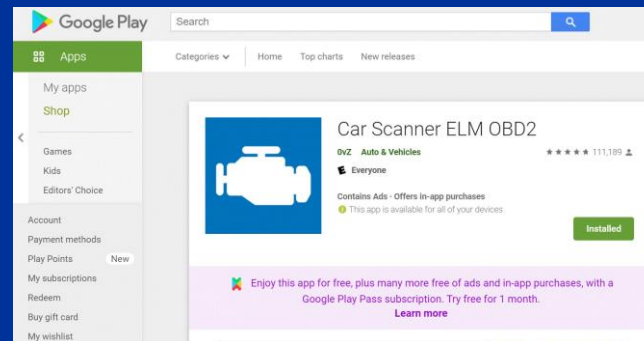 Google Play
Search
Apps
Categories
Home
Top charts
New releases
My apps
Shop
Games
Kids
Editors' Choice
Account
Payment methods
Play Points
New
My subscriptions
Redeem
Buy gift card
My wishlist
Car Scanner ELM OBD2
0vZ Auto & Vehicles
111,189
E Everyone
Contains Ads · Offers in-app purchases
This app is available for all of your devices
Installed
Enjoy this app for free, plus many more free of ads and in-app purchases, with a
Google Play Pass subscription. Try free for 1 month.
Learn more